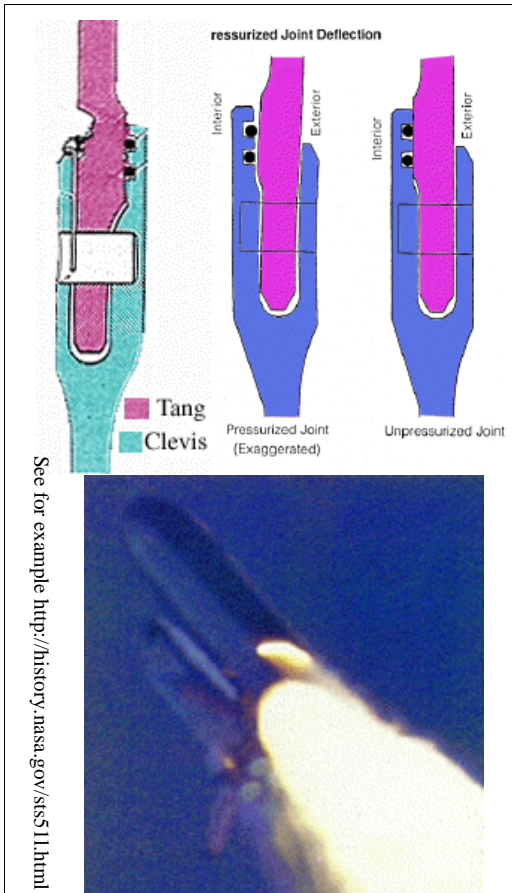 ressurized Joint Deflection
Interior
Exterior
Interior
Exterior
Tang
Clevis
Pressurized Joint
(Exaggerated)
Unpressurized Joint
See for example http://history.nasa.gov/sts51l.html